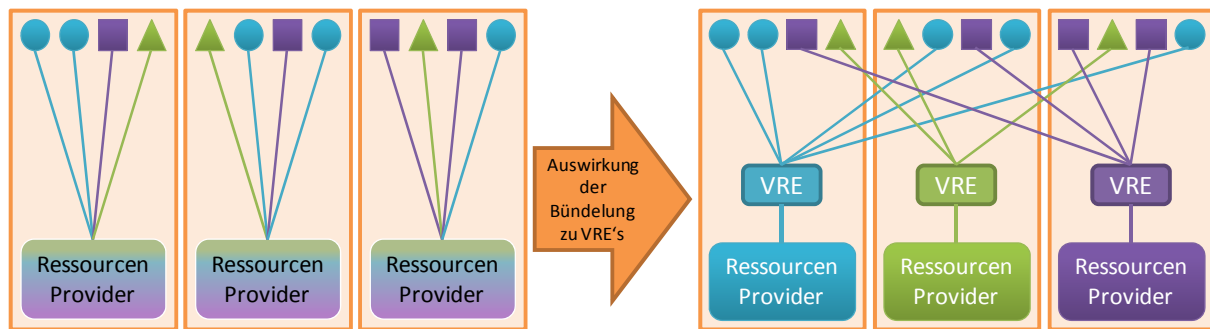 Ressourcen
Provider
Ressourcen
Provider
Ressourcen
Provider
Auswirkung
der
Bündelung
zu VRE‘s
VRE
VRE
VRE
Ressourcen
Provider
Ressourcen
Provider
Ressourcen
Provider